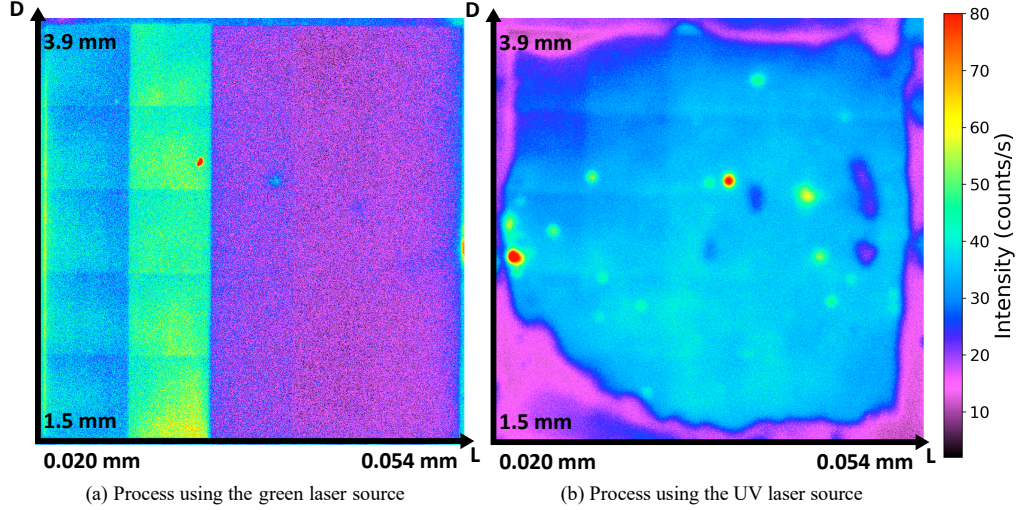 D
3.9 mm
1.5 mm
0.020 mm
0.054 mm
L
(a) Process using the green laser source
D
3.9 mm
1.5 mm
0.020 mm
0.054 mm
L
(b) Process using the UV laser source
80
70
60
50
40
30
20
10
Intensity (counts/s)